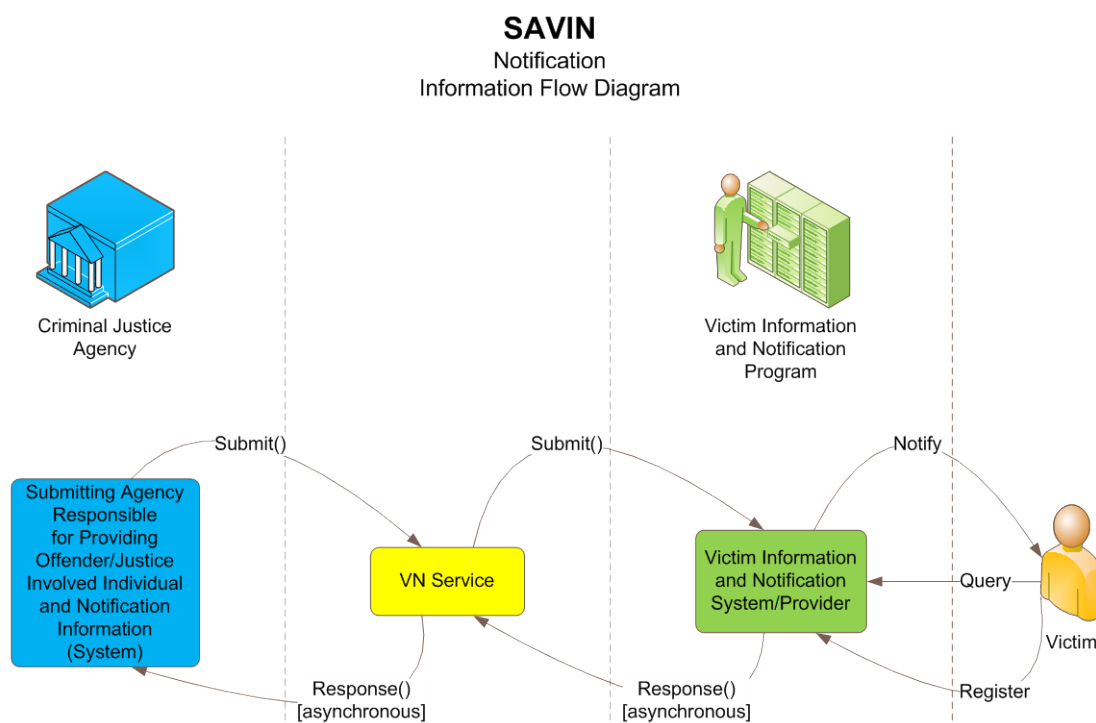 SAVIN
Notification
Information Flow Diagram
Criminal Justice
Agency
Victim Information
and Notification
Program
Submit()
Submit()
Notify
Submitting Agency
Responsible
for Providing
Offender/Justice
Involved Individual
and Notification
Information
(System)
VN Service
Victim Information
and Notification
System/Provider
Query
Victim
Response()
[asynchronous]
Response()
[asynchronous]
Register